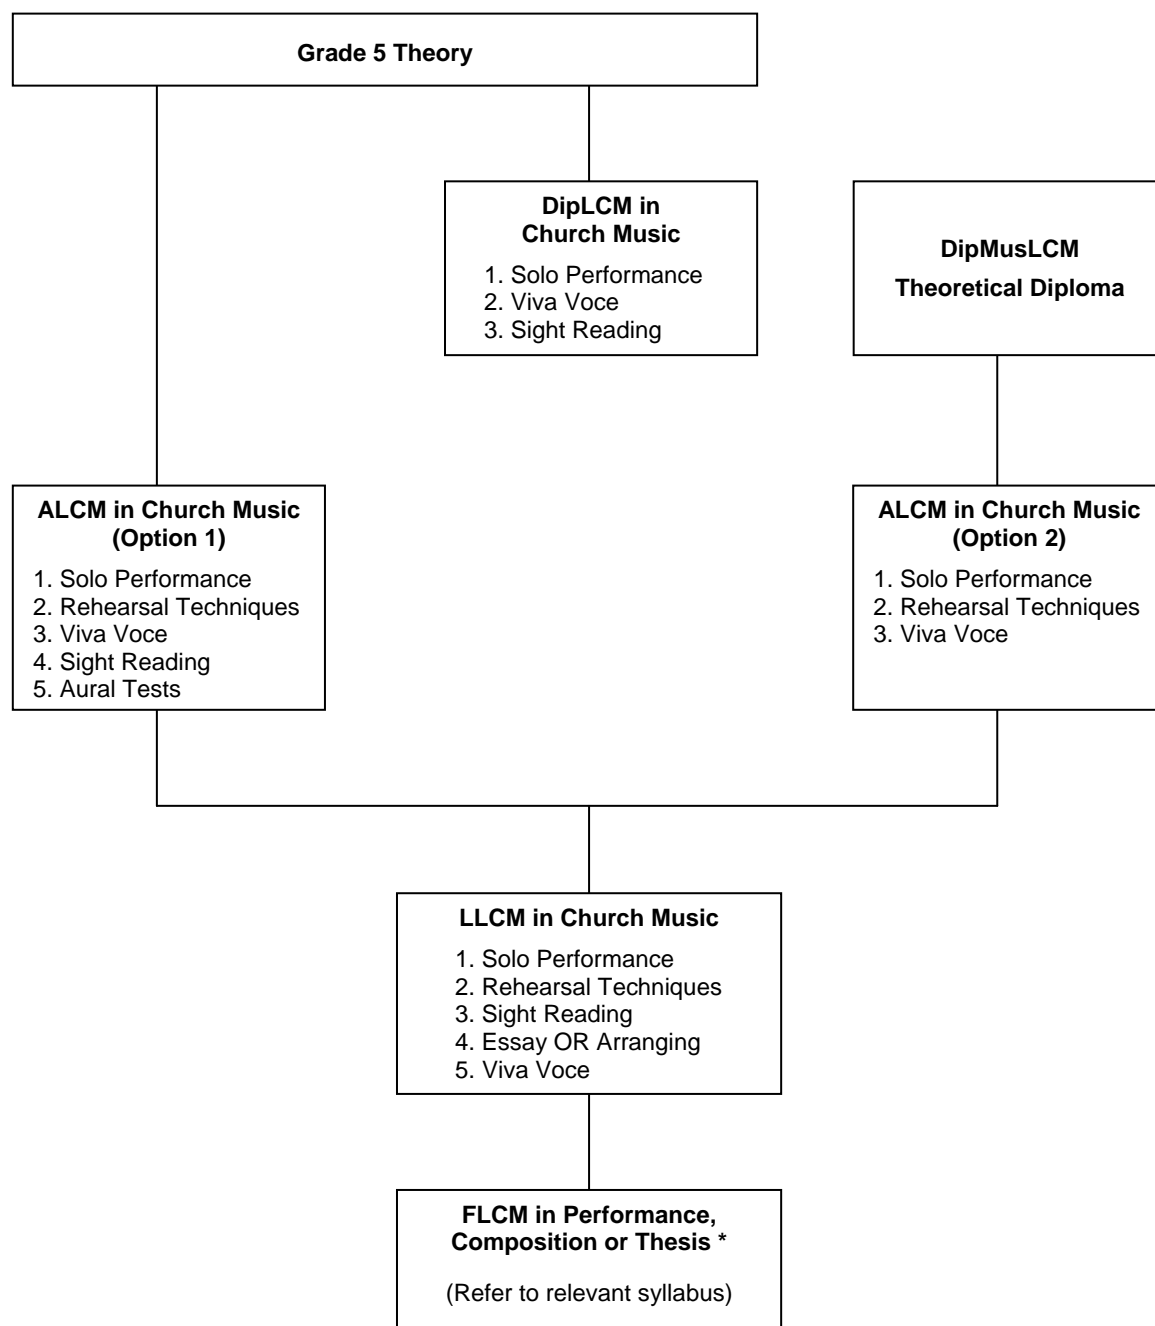 Grade 5 Theory
DipLCM in
Church Music
1. Solo Performance
2. Viva Voce
3. Sight Reading
DipMusLCM
Theoretical Diploma
ALCM in Church Music
(Option 1)
1. Solo Performance
2. Rehearsal Techniques
3. Viva Voce
4. Sight Reading
5. Aural Tests
ALCM in Church Music
(Option 2)
1. Solo Performance
2. Rehearsal Techniques
3. Viva Voce
LLCM in Church Music
1. Solo Performance
2. Rehearsal Techniques
3. Sight Reading
4. Essay OR Arranging
5. Viva Voce
FLCM in Performance,
Composition or Thesis *
(Refer to relevant syllabus)